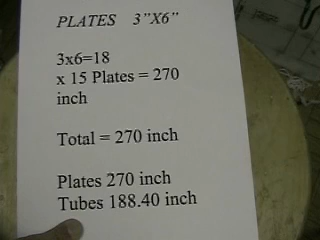 PLATES 3”X6”
3x6=18
x 15 Plates = 270
inch
Total = 270 inch
Plates 270 inch
Tubes 188.40 inch